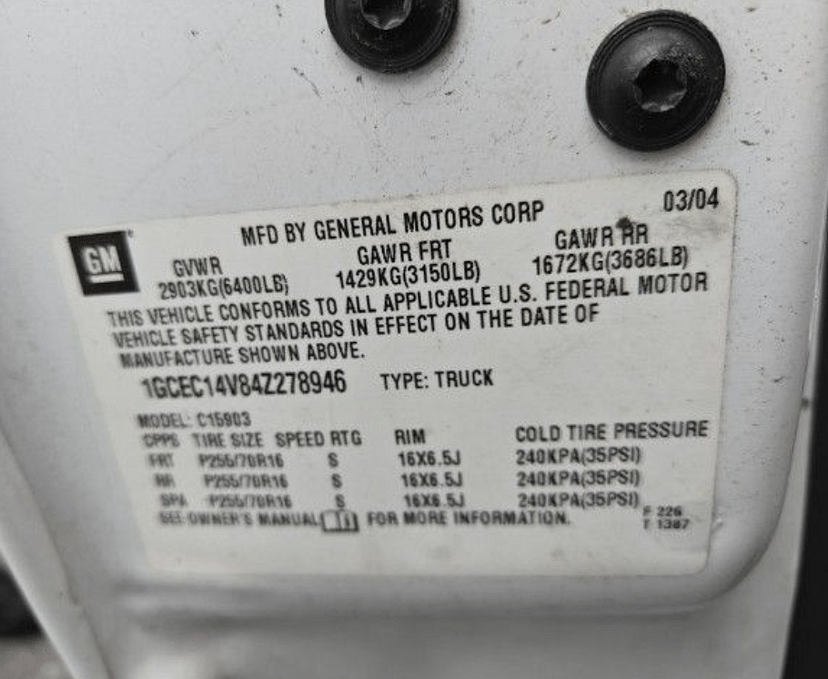 03/04
MFD BY GENERAL MOTORS CORP
GM
GVWR GAWR FRT GAWR RR
2903KG(6400LB) 1429KG(3150LB) 1672KG(3686LB)
THIS VEHICLE CONFORMS TO ALL APPLICABLE U.S. FEDERAL MOTOR
VEHICLE SAFETY STANDARDS IN EFFECT ON THE DATE OF
MANUFACTURE SHOWN ABOVE.
1GCEC14V84Z278946 TYPE: TRUCK
MODEL: C15903
CPPS TIRE SIZE SPEED RTG RIM COLD TIRE PRESSURE
FRT P255/70R16 S 16X6.5J 240KPA(35PSI)
RR P255/70R16 S 16X6.5J 240KPA(35PSI)
SPA P255/70R16 S 16X6.5J 240KPA(35PSI)
SEE OWNER'S MANUAL FOR MORE INFORMATION.
F 226
T 1387